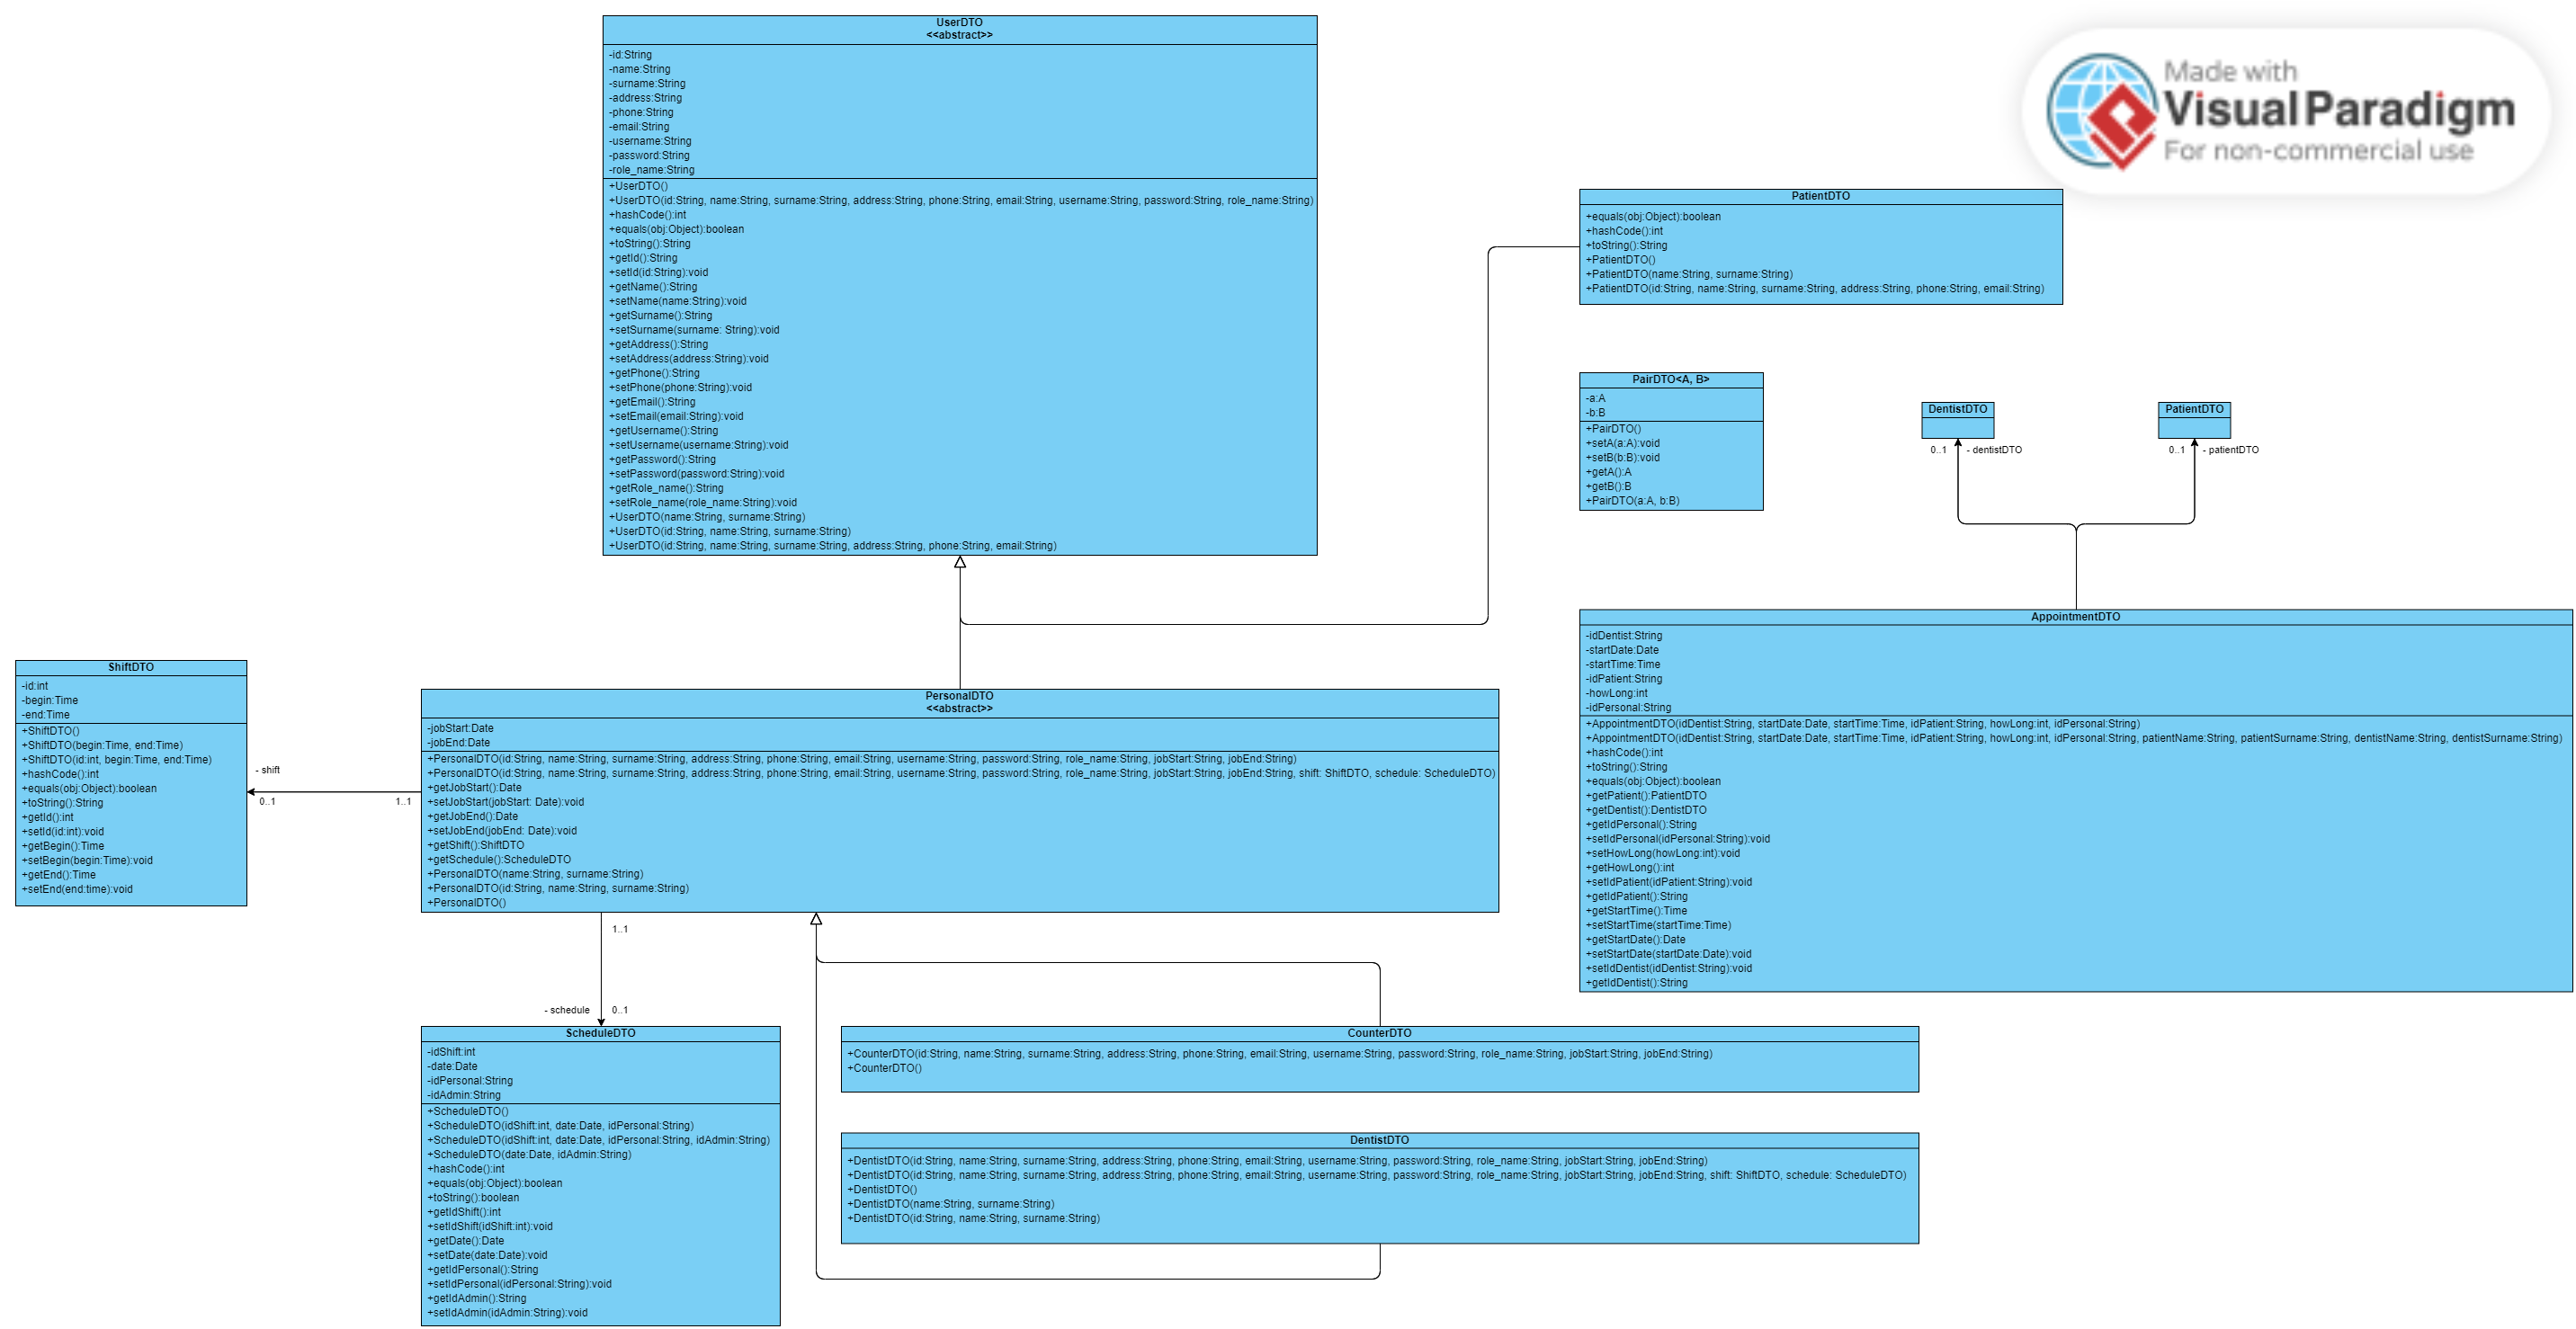 UserDTO
<<abstract>>
-id:String
-name:String
-surname:String
-address:String
-phone:String
-email:String
-username:String
-password:String
-role_name:String
+UserDTO()
+UserDTO(id:String, name:String, surname:String, address:String, phone:String, email:String, username:String, password:String, role_name:String)
+hashCode():int
+equals(obj:Object):boolean
+toString():String
+getId():String
+setId(id:String):void
+getName():String
+setName(name:String):void
+getSurname():String
+setSurname(surname: String):void
+getAddress():String
+setAddress(address:String):void
+getPhone():String
+setPhone(phone:String):void
+getEmail():String
+setEmail(email:String):void
+getUsername():String
+setUsername(username:String):void
+getPassword():String
+setPassword(password:String):void
+getRole_name():String
+setRole_name(role_name:String):void
+UserDTO(name:String, surname:String)
+UserDTO(id:String, name:String, surname:String)
+UserDTO(id:String, name:String, surname:String, address:String, phone:String, email:String)
Made with
Visual Paradigm
For non-commercial use
PatientDTO
+equals(obj:Object):boolean
+hashCode():int
+toString():String
+PatientDTO()
+PatientDTO(name:String, surname:String)
+PatientDTO(id:String, name:String, surname:String, address:String, phone:String, email:String)
PairDTO<A, B>
-a:A
-b:B
+PairDTO()
+setA(a:A):void
+setB(b:B):void
+getA():A
+getB():B
+PairDTO(a:A, b:B)
DentistDTO
0..1
- dentistDTO
PatientDTO
0..1
- patientDTO
AppointmentDTO
-idDentist:String
-startDate:Date
-startTime:Time
-idPatient:String
-howLong:int
-idPersonal:String
+AppointmentDTO(idDentist:String, startDate:Date, startTime:Time, idPatient:String, howLong:int, idPersonal:String)
+AppointmentDTO(idDentist:String, startDate:Date, startTime:Time, idPatient:String, howLong:int, idPersonal:String, patientName:String, patientSurname:String, dentistName:String, dentistSurname:String)
+hashCode():int
+toString():String
+equals(obj:Object):boolean
+getPatient():PatientDTO
+getDentist():DentistDTO
+getIdPersonal():String
+setIdPersonal(idPersonal:String):void
+setHowLong(howLong:int):void
+getHowLong():int
+setIdPatient(idPatient:String):void
+getIdPatient():String
+getStartTime():Time
+setStartTime(startTime:Time)
+getStartDate():Date
+setStartDate(startDate:Date):void
+setIdDentist(idDentist:String):void
+getIdDentist():String
ShiftDTO
-id:int
-begin:Time
-end:Time
+ShiftDTO()
+ShiftDTO(begin:Time, end:Time)
+ShiftDTO(id:int, begin:Time, end:Time)
+hashCode():int
+equals(obj:Object):boolean
+toString():String
+getId():int
+setId(id:int):void
+getBegin():Time
+setBegin(begin:Time):void
+getEnd():Time
+setEnd(end:time):void
- shift
0..1
1..1
PersonalDTO
<<abstract>>
-jobStart:Date
-jobEnd:Date
+PersonalDTO(id:String, name:String, surname:String, address:String, phone:String, email:String, username:String, password:String, role_name:String, jobStart:String, jobEnd:String)
+PersonalDTO(id:String, name:String, surname:String, address:String, phone:String, email:String, username:String, password:String, role_name:String, jobStart:String, jobEnd:String, shift: ShiftDTO, schedule: ScheduleDTO)
+getJobStart():Date
+setJobStart(jobStart: Date):void
+getJobEnd():Date
+setJobEnd(jobEnd: Date):void
+getShift():ShiftDTO
+getSchedule():ScheduleDTO
+PersonalDTO(name:String, surname:String)
+PersonalDTO(id:String, name:String, surname:String)
+PersonalDTO()
1..1
- schedule
0..1
ScheduleDTO
-idShift:int
-date:Date
-idPersonal:String
-idAdmin:String
+ScheduleDTO()
+ScheduleDTO(idShift:int, date:Date, idPersonal:String)
+ScheduleDTO(idShift:int, date:Date, idPersonal:String, idAdmin:String)
+ScheduleDTO(date:Date, idAdmin:String)
+hashCode():int
+equals(obj:Object):boolean
+toString():boolean
+getIdShift():int
+setIdShift(idShift:int):void
+getDate():Date
+setDate(date:Date):void
+getIdPersonal():String
+setIdPersonal(idPersonal:String):void
+getIdAdmin():String
+setIdAdmin(idAdmin:String):void
CounterDTO
+CounterDTO(id:String, name:String, surname:String, address:String, phone:String, email:String, username:String, password:String, role_name:String, jobStart:String, jobEnd:String)
+CounterDTO()
DentistDTO
+DentistDTO(id:String, name:String, surname:String, address:String, phone:String, email:String, username:String, password:String, role_name:String, jobStart:String, jobEnd:String)
+DentistDTO(id:String, name:String, surname:String, address:String, phone:String, email:String, username:String, password:String, role_name:String, jobStart:String, jobEnd:String, shift: ShiftDTO, schedule: ScheduleDTO)
+DentistDTO()
+DentistDTO(name:String, surname:String)
+DentistDTO(id:String, name:String, surname:String)